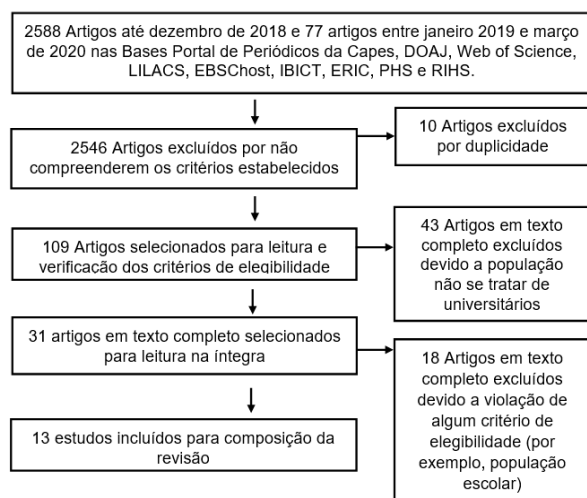 2588 Artigos até dezembro de 2018 e 77 artigos entre janeiro 2019 e março
de 2020 nas Bases Portal de Periódicos da Capes, DOAJ, Web of Science,
LILACS, EBSChost, IBICT, ERIC, PHS e RIHS.
2546 Artigos excluídos por não
compreenderem os critérios estabelecidos
10 Artigos excluídos
por duplicidade
109 Artigos selecionados para leitura e
verificação dos critérios de elegibilidade
43 Artigos em texto
completo excluídos
devido a população
não se tratar de
universitários
31 artigos em texto completo selecionados
para leitura na íntegra
18 Artigos em texto
completo excluídos
devido a violação de
algum critério de
elegibilidade (por
exemplo, população
escolar)
13 estudos incluídos para composição da
revisão